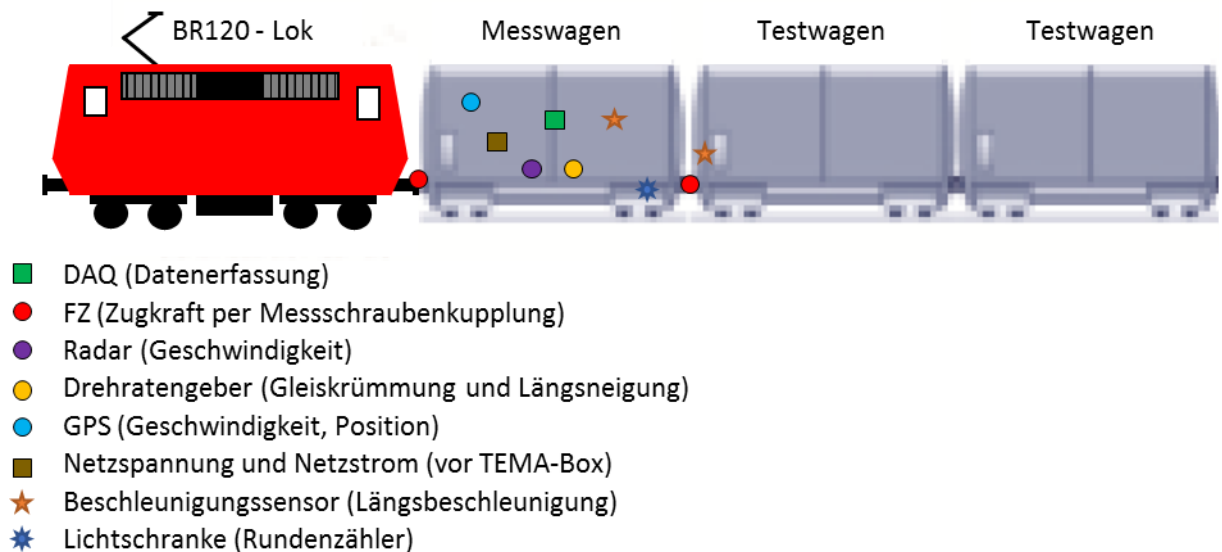 BR120 - Lok
Messwagen
Testwagen
Testwagen
DAQ (Datenerfassung)
FZ (Zugkraft per Messschraubenkupplung)
Radar (Geschwindigkeit)
Drehratengeber (Gleiskrümmung und Längsneigung)
GPS (Geschwindigkeit, Position)
Netzspannung und Netzstrom (vor TEMA-Box)
Beschleunigungssensor (Längsbeschleunigung)
Lichtschranke (Rundenzähler)